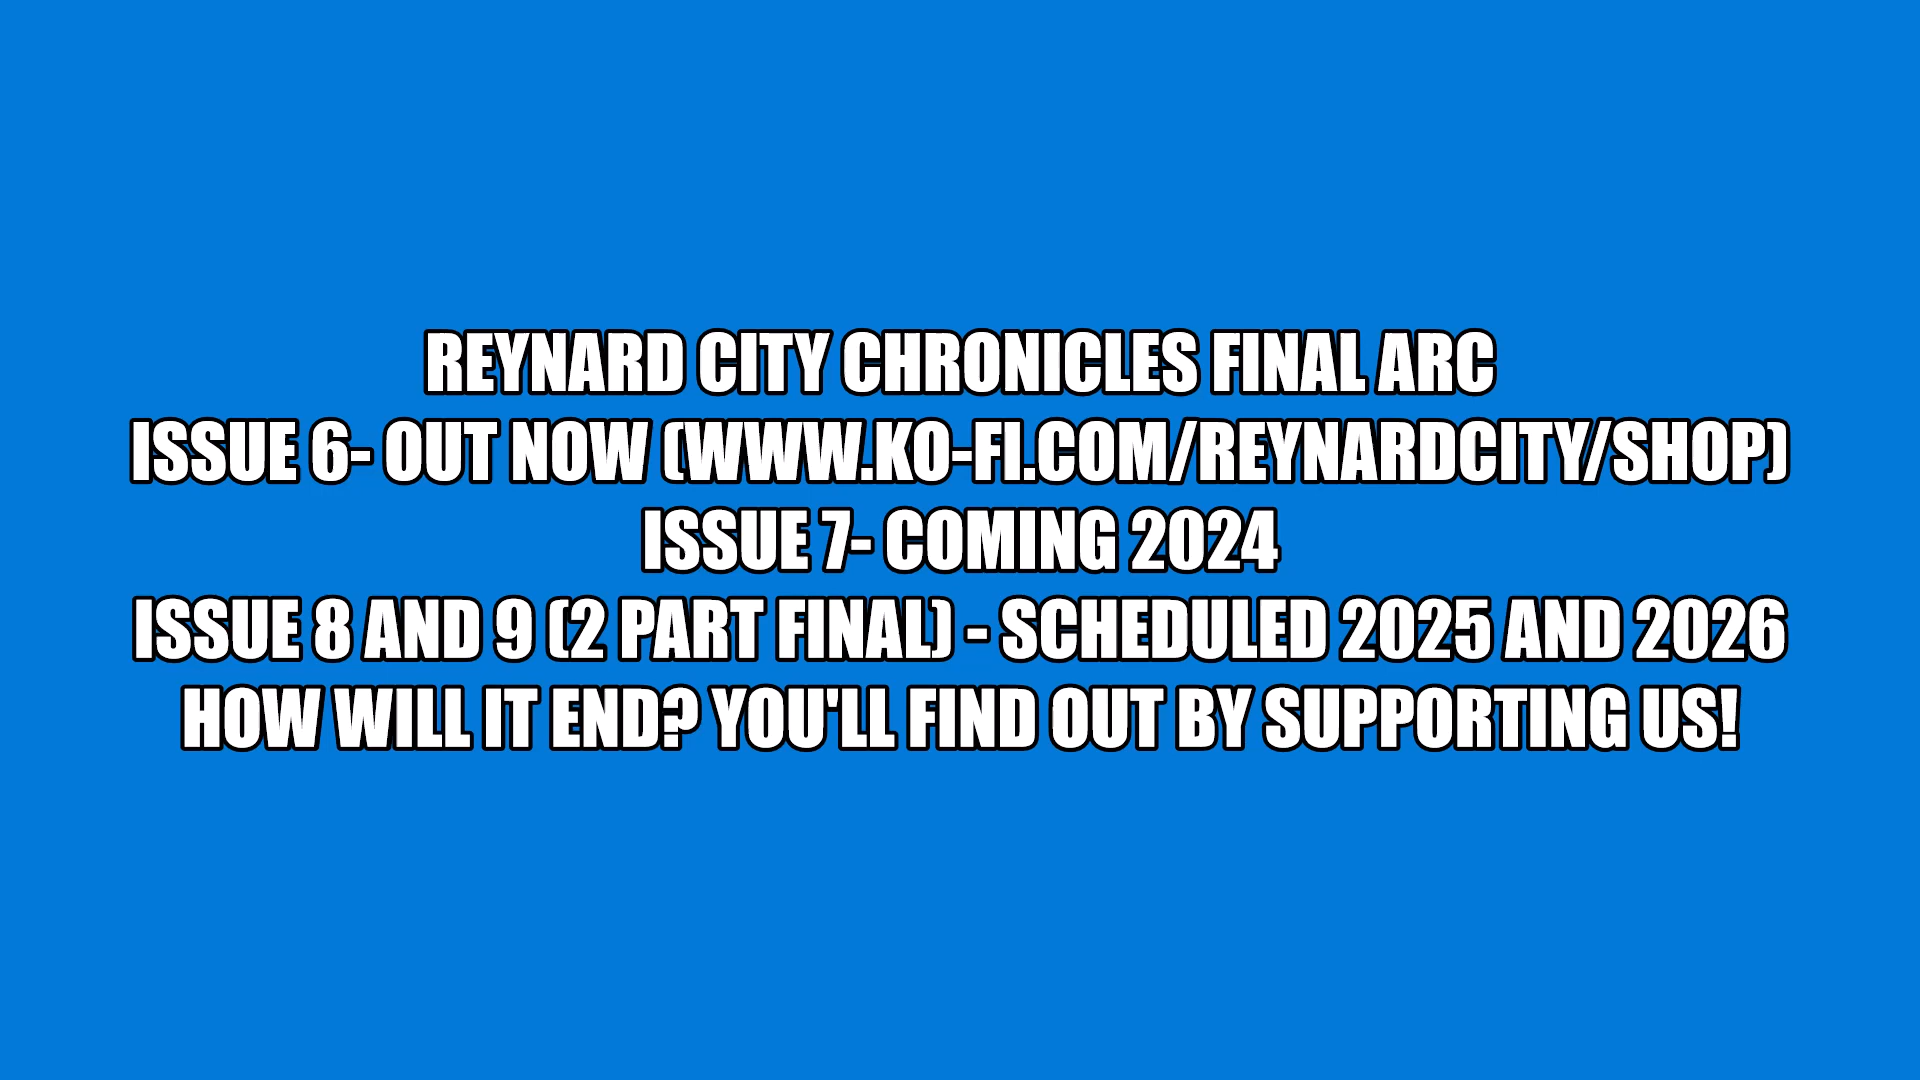 REYNARD CITY CHRONICLES FINAL ARC
ISSUE 6- OUT NOW (WWW.KO-FI.COM/REYNARDCITY/SHOP)
ISSUE 7- COMING 2024
ISSUE 8 AND 9 (2 PART FINAL) - SCHEDULED 2025 AND 2026
HOW WILL IT END? YOU'LL FIND OUT BY SUPPORTING US!